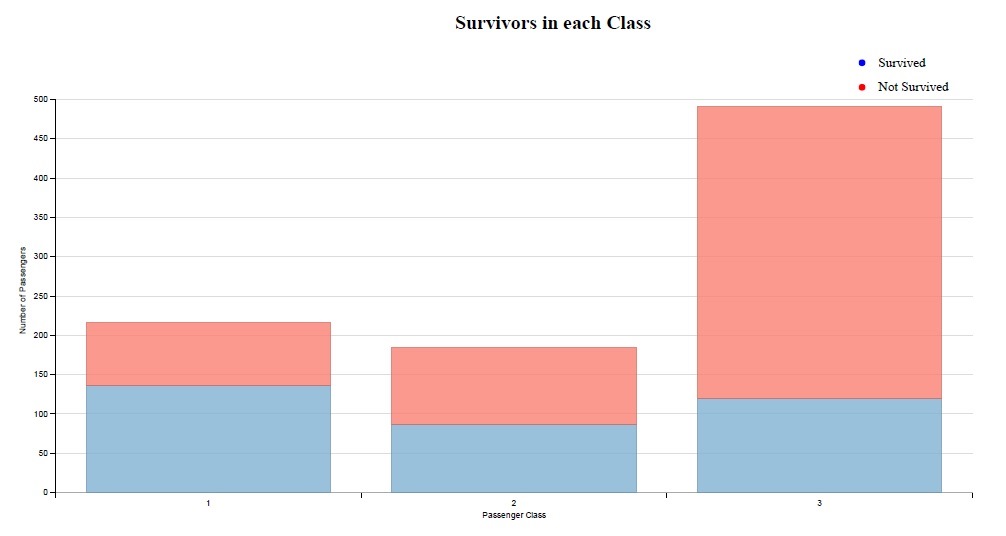 Survivors in each Class
Survived
Not Survived
500
450
400
350
300
250
200
150
100
50
0
Number of Passengers
1
2
3
Passenger Class